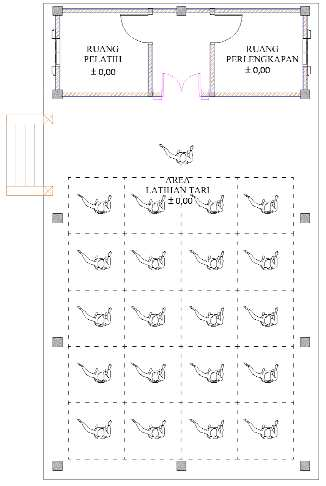 RUANG
PELATIH
± 0,00
RUANG
PERLENGKAPAN
± 0,00
AREA
LATIHAN TARI
± 0,00